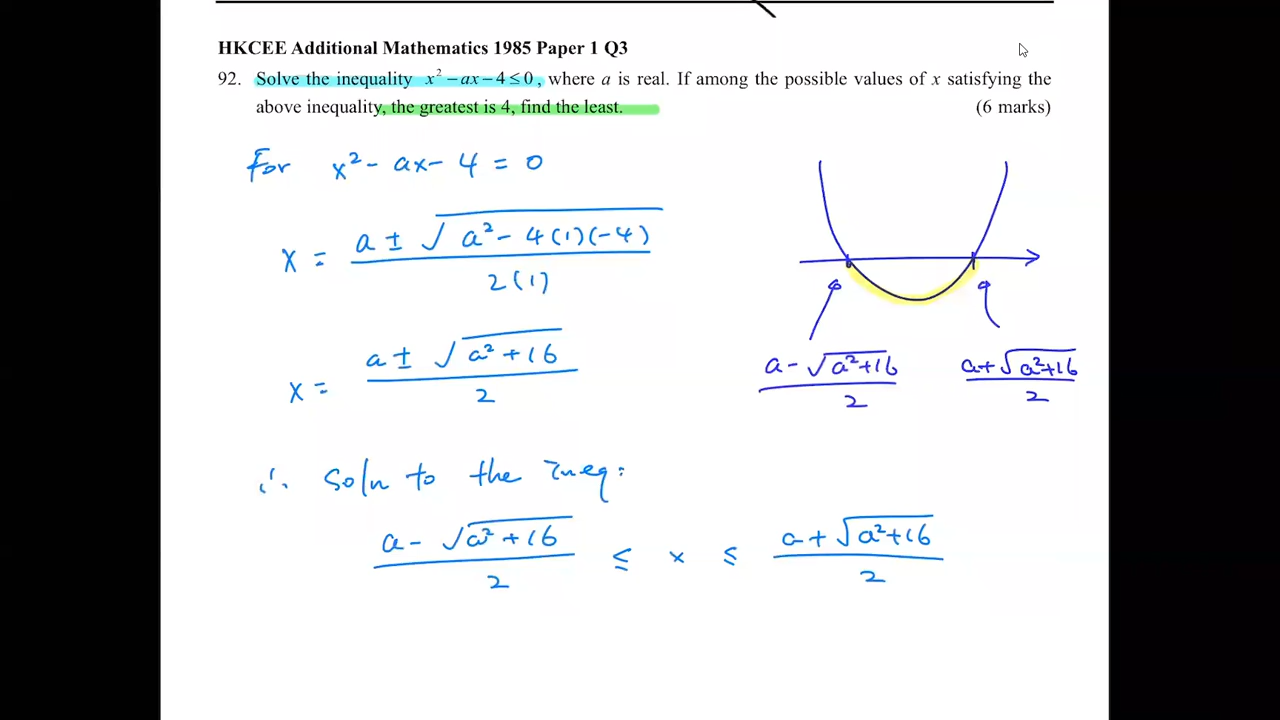 HKCEE Additional Mathematics 1985 Paper 1 Q3
92. Solve the inequality x² − ax − 4 ≤ 0, where a is real. If among the possible values of x satisfying the
above inequality, the greatest is 4, find the least. (6 marks)
For x² - ax - 4 = 0
x = (a ± √(a² - 4(1)(-4))) / 2(1)
x = (a ± √(a² + 16)) / 2
(a - √(a²+16)) / 2 (a + √(a²+16)) / 2
∴ Soln to the ineq:
(a - √(a² + 16)) / 2 ≤ x ≤ (a + √(a²+16)) / 2